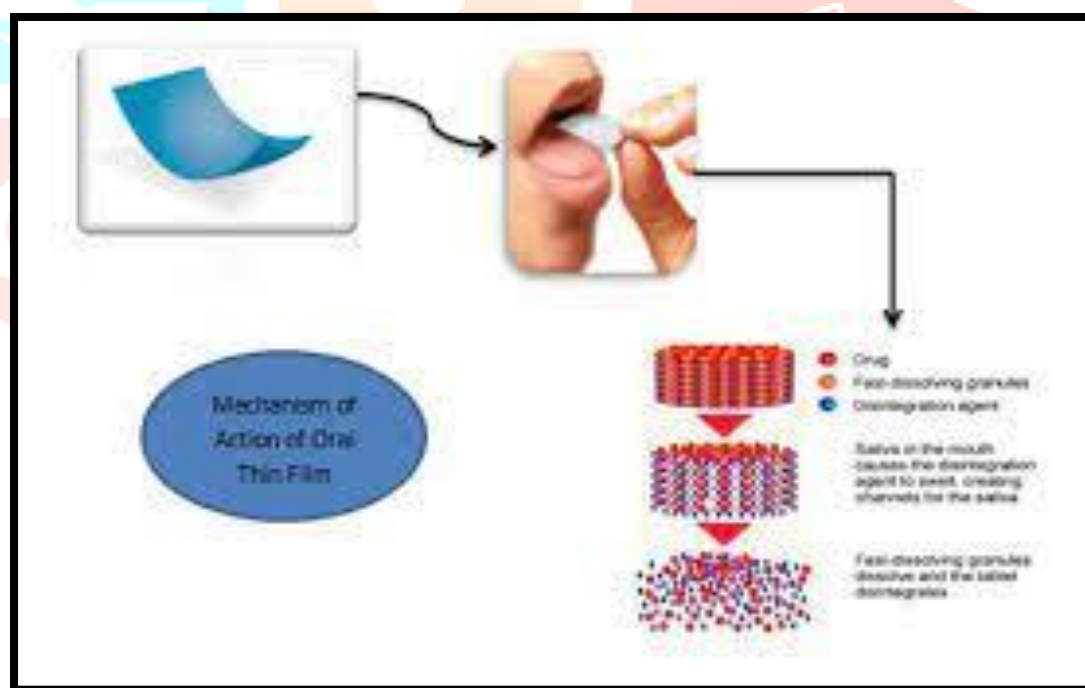 Mechanism of
Action of Oral
Thin Film
Drug
Fast-dissolving granules
Disintegration agent
Saliva in the mouth
causes the disintegration
agent to swell, creating
channels for the saliva
Fast-dissolving granules
dissolve and the tablet
disintegrates